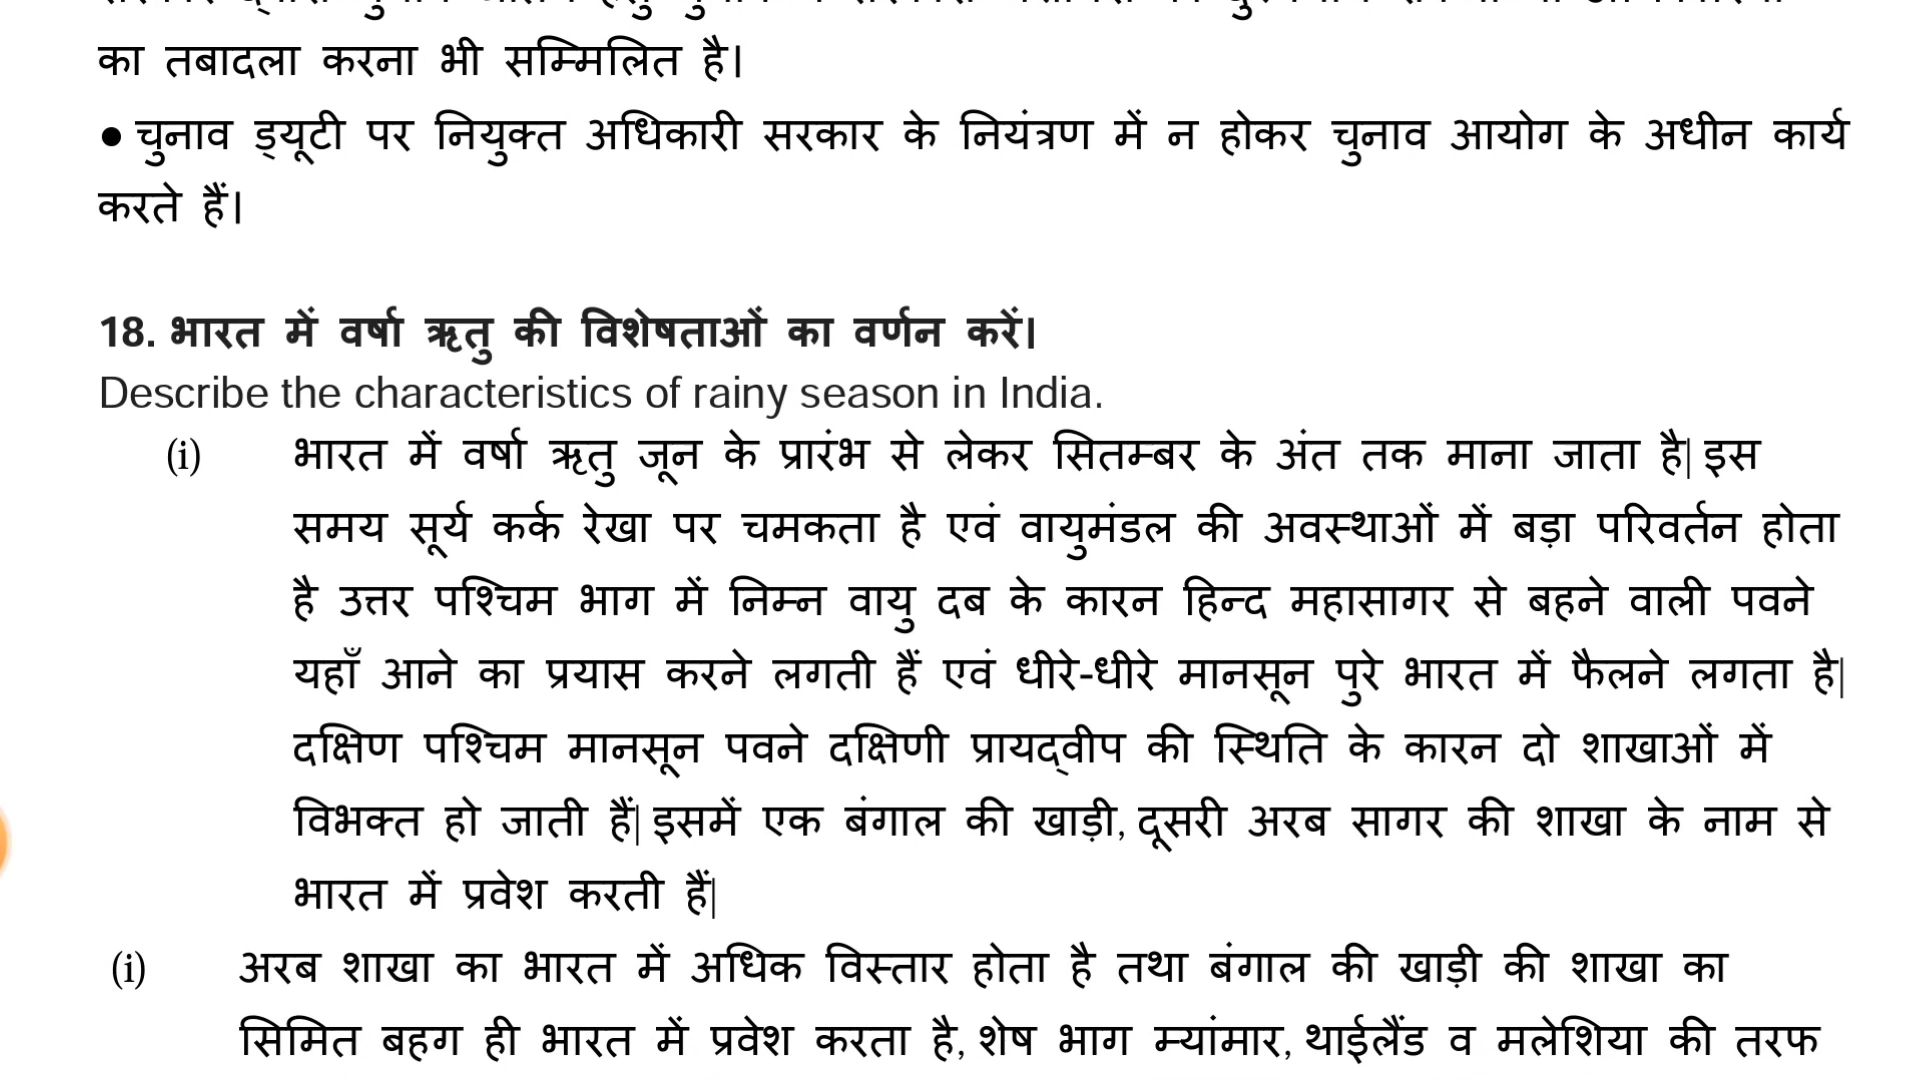 का तबादला करना भी सम्मिलित है।
● चुनाव ड्यूटी पर नियुक्त अधिकारी सरकार के नियंत्रण में न होकर चुनाव आयोग के अधीन कार्य
करते हैं।
18. भारत में वर्षा ऋतु की विशेषताओं का वर्णन करें।
Describe the characteristics of rainy season in India.
(i) भारत में वर्षा ऋतु जून के प्रारंभ से लेकर सितम्बर के अंत तक माना जाता है| इस
समय सूर्य कर्क रेखा पर चमकता है एवं वायुमंडल की अवस्थाओं में बड़ा परिवर्तन होता
है उत्तर पश्चिम भाग में निम्न वायु दब के कारन हिन्द महासागर से बहने वाली पवने
यहाँ आने का प्रयास करने लगती हैं एवं धीरे-धीरे मानसून पुरे भारत में फैलने लगता है|
दक्षिण पश्चिम मानसून पवने दक्षिणी प्रायद्वीप की स्थिति के कारन दो शाखाओं में
विभक्त हो जाती हैं| इसमें एक बंगाल की खाड़ी, दूसरी अरब सागर की शाखा के नाम से
भारत में प्रवेश करती हैं|
(i) अरब शाखा का भारत में अधिक विस्तार होता है तथा बंगाल की खाड़ी की शाखा का
सिमित बहग ही भारत में प्रवेश करता है, शेष भाग म्यांमार, थाईलैंड व मलेशिया की तरफ